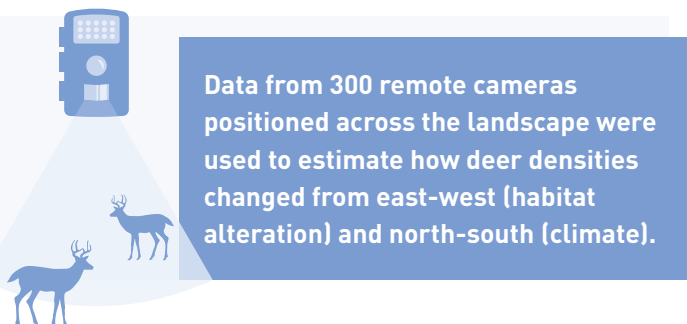 Data from 300 remote cameras
positioned across the landscape were
used to estimate how deer densities
changed from east-west (habitat
alteration) and north-south (climate).